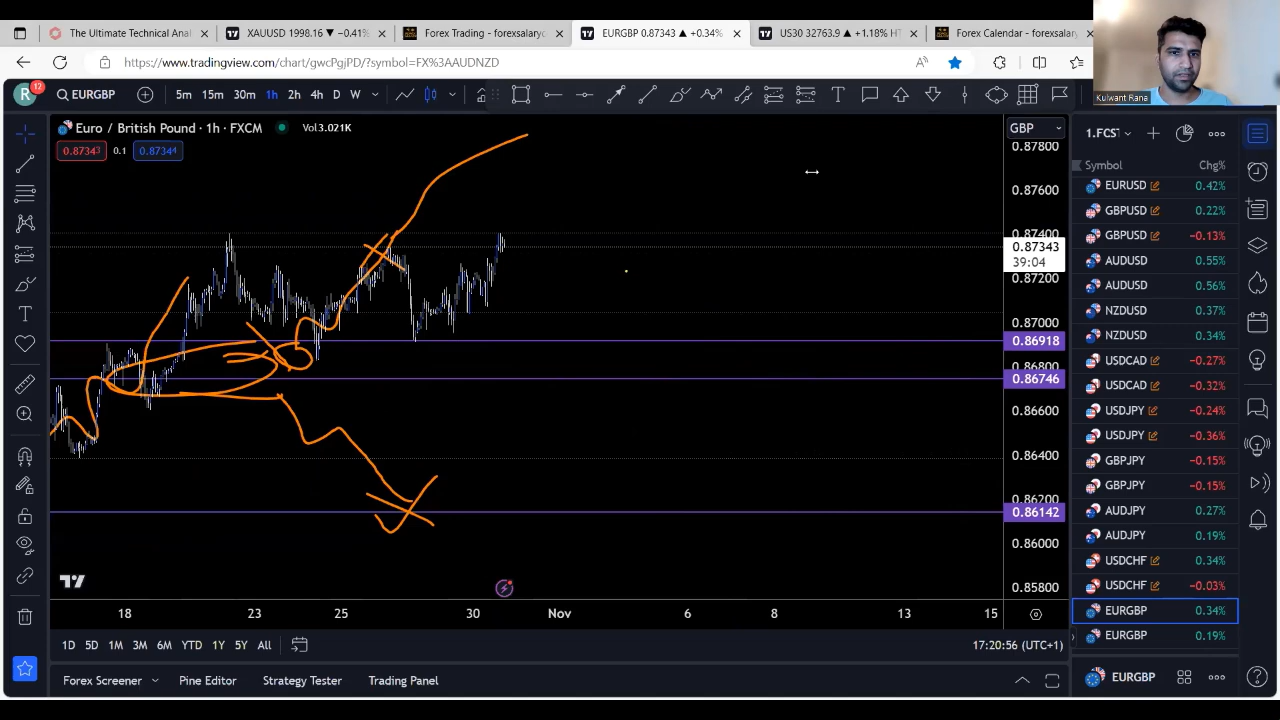 The Ultimate Technical Anal
XAUUSD 1998.16 ▼ −0.41%
Forex Trading - forexsalary
EURGBP 0.87343 ▲ +0.34%
US30 32763.9 ▲ +1.18%
Forex Calendar - forexsalary
https://www.tradingview.com/chart/gwcPgjPD/?symbol=FX%3AAUDNZD
Kulwant Rana
R 12 EURGBP 5m 15m 30m 1h 2h 4h D W
Euro / British Pound · 1h · FXCM Vol3.021K
0.87343 0.1 0.87344
GBP
0.87800
0.87600
0.87400
0.87343
39:04
0.87200
0.87000
0.86918
0.86800
0.86746
0.86600
0.86400
0.86200
0.86142
0.86000
0.85800
18 23 25 30 Nov 6 8 13 15
1D 5D 1M 3M 6M YTD 1Y 5Y All 17:20:56 (UTC+1)
Forex Screener Pine Editor Strategy Tester Trading Panel
Symbol Chg%
EURUSD 0.42%
GBPUSD 0.22%
GBPUSD −0.13%
AUDUSD 0.55%
AUDUSD 0.56%
NZDUSD 0.37%
NZDUSD 0.34%
USDCAD −0.27%
USDCAD −0.32%
USDJPY −0.24%
USDJPY −0.36%
GBPJPY −0.15%
GBPJPY −0.15%
AUDJPY 0.27%
AUDJPY 0.19%
USDCHF 0.34%
USDCHF −0.03%
EURGBP 0.34%
EURGBP 0.19%
EURGBP